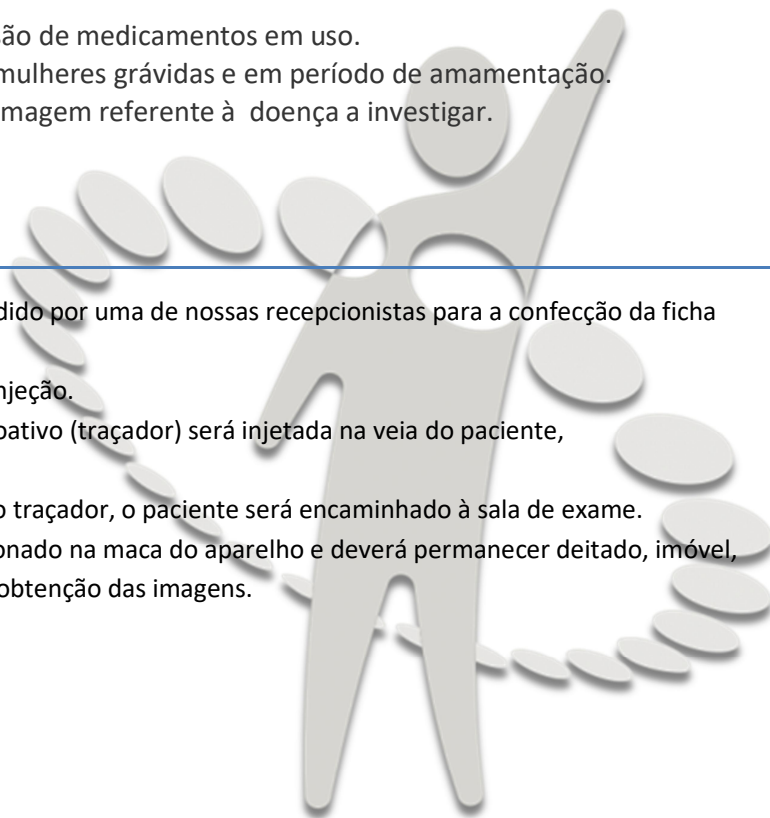 são de medicamentos em uso.
mulheres grávidas e em período de amamentação.
magem referente à doença a investigar.
dido por uma de nossas recepcionistas para a confecção da ficha
njeção.
oativo (traçador) será injetada na veia do paciente,
o traçador, o paciente será encaminhado à sala de exame.
onado na maca do aparelho e deverá permanecer deitado, imóvel,
obtenção das imagens.